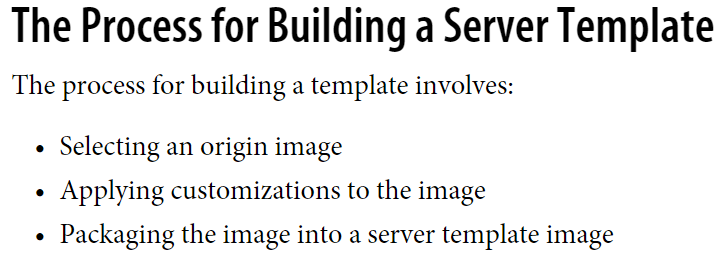 The Process for Building a Server Template
The process for building a template involves:
• Selecting an origin image
• Applying customizations to the image
• Packaging the image into a server template image